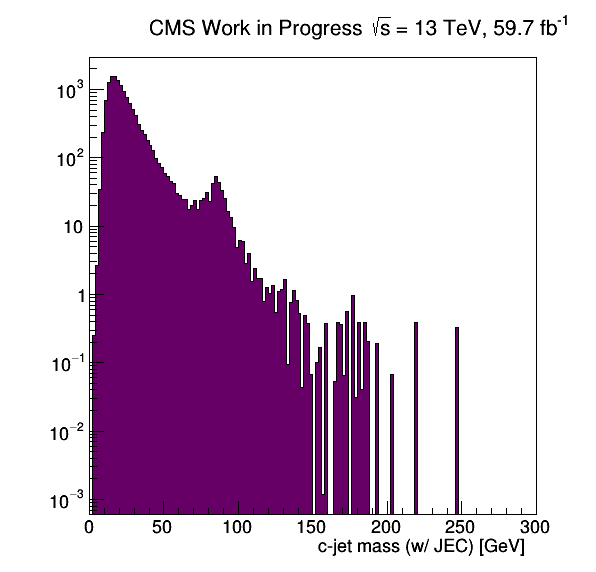 CMS Work in Progress √s = 13 TeV, 59.7 fb⁻¹
10³
10²
10
1
10⁻¹
10⁻²
10⁻³
0 50 100 150 200 250 300
c-jet mass (w/ JEC) [GeV]